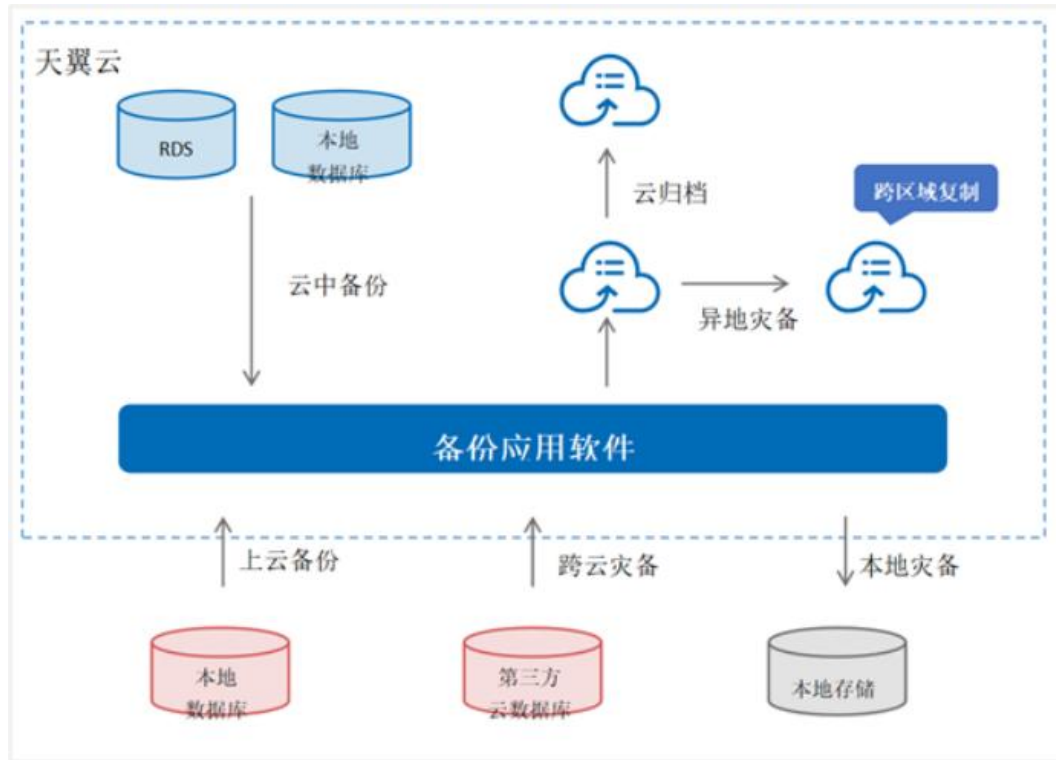 天翼云
RDS
本地
数据库
云归档
跨区域复制
云中备份
异地灾备
备份应用软件
上云备份
跨云灾备
本地灾备
本地
数据库
第三方
云数据库
本地存储